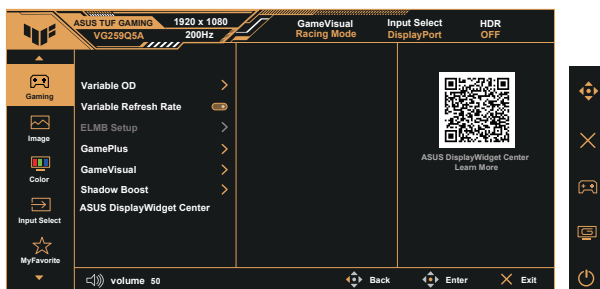 ASUS TUF GAMING
VG259Q5A
1920 x 1080
200Hz
GameVisual
Racing Mode
Input Select
DisplayPort
HDR
OFF
Gaming
Image
Color
Input Select
MyFavorite
Variable OD
Variable Refresh Rate
ELMB Setup
GamePlus
GameVisual
Shadow Boost
ASUS DisplayWidget Center
ASUS DisplayWidget Center
Learn More
volume 50
Back
Enter
Exit